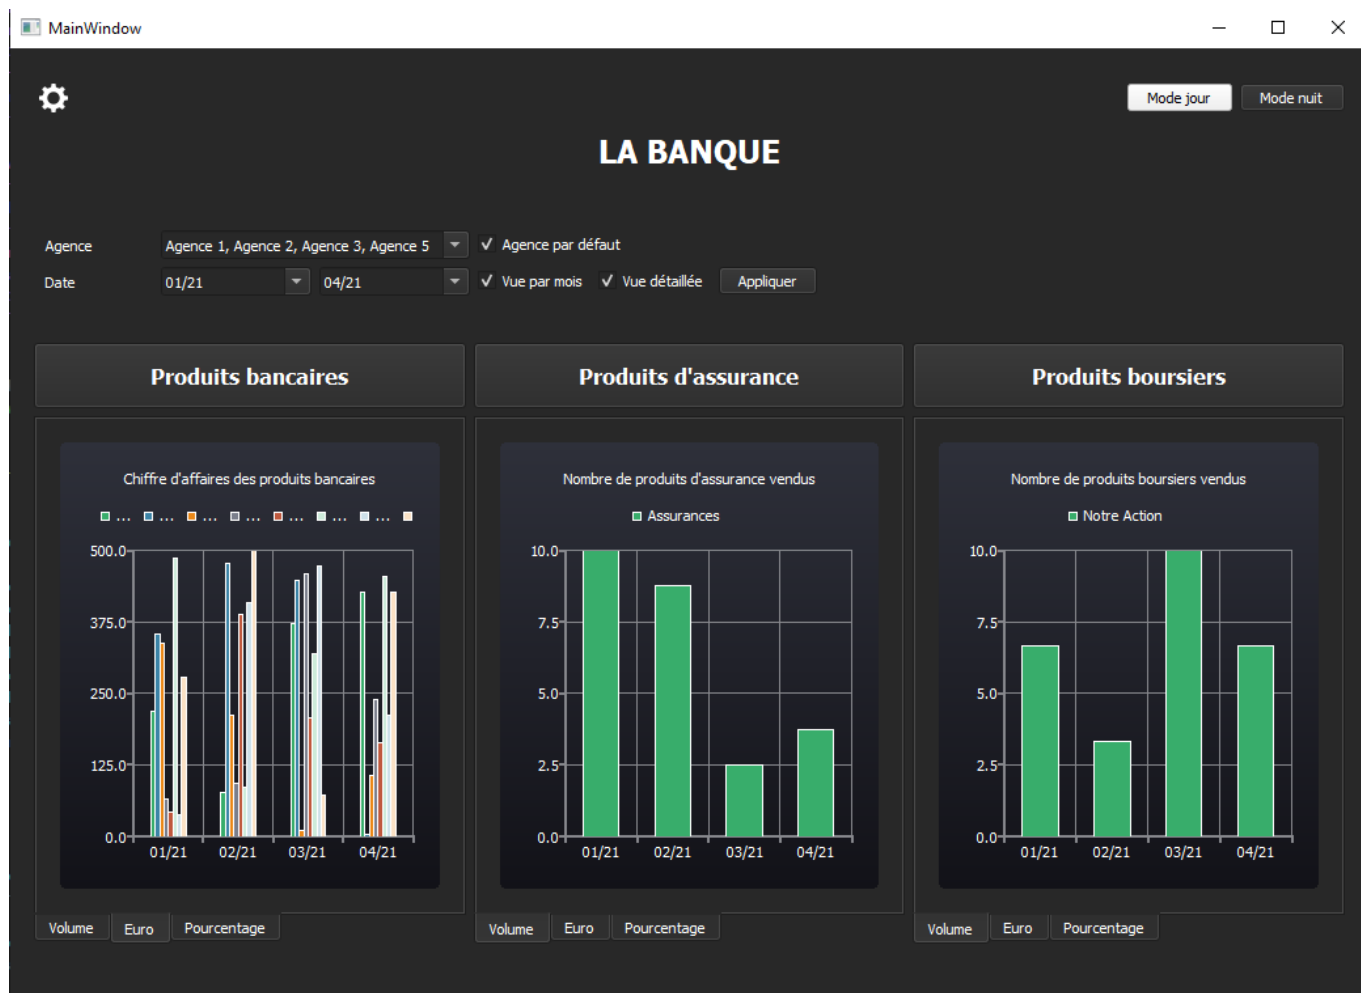 MainWindow
Mode jour Mode nuit
LA BANQUE
Agence Agence 1, Agence 2, Agence 3, Agence 5 Agence par défaut
Date 01/21 04/21 Vue par mois Vue détaillée Appliquer
Produits bancaires Produits d'assurance Produits boursiers
Chiffre d'affaires des produits bancaires
... ... ... ... ... ... ...
500.0
375.0
250.0
125.0
0.0
01/21 02/21 03/21 04/21
Volume Euro Pourcentage
Nombre de produits d'assurance vendus
Assurances
10.0
7.5
5.0
2.5
0.0
01/21 02/21 03/21 04/21
Volume Euro Pourcentage
Nombre de produits boursiers vendus
Notre Action
10.0
7.5
5.0
2.5
0.0
01/21 02/21 03/21 04/21
Volume Euro Pourcentage